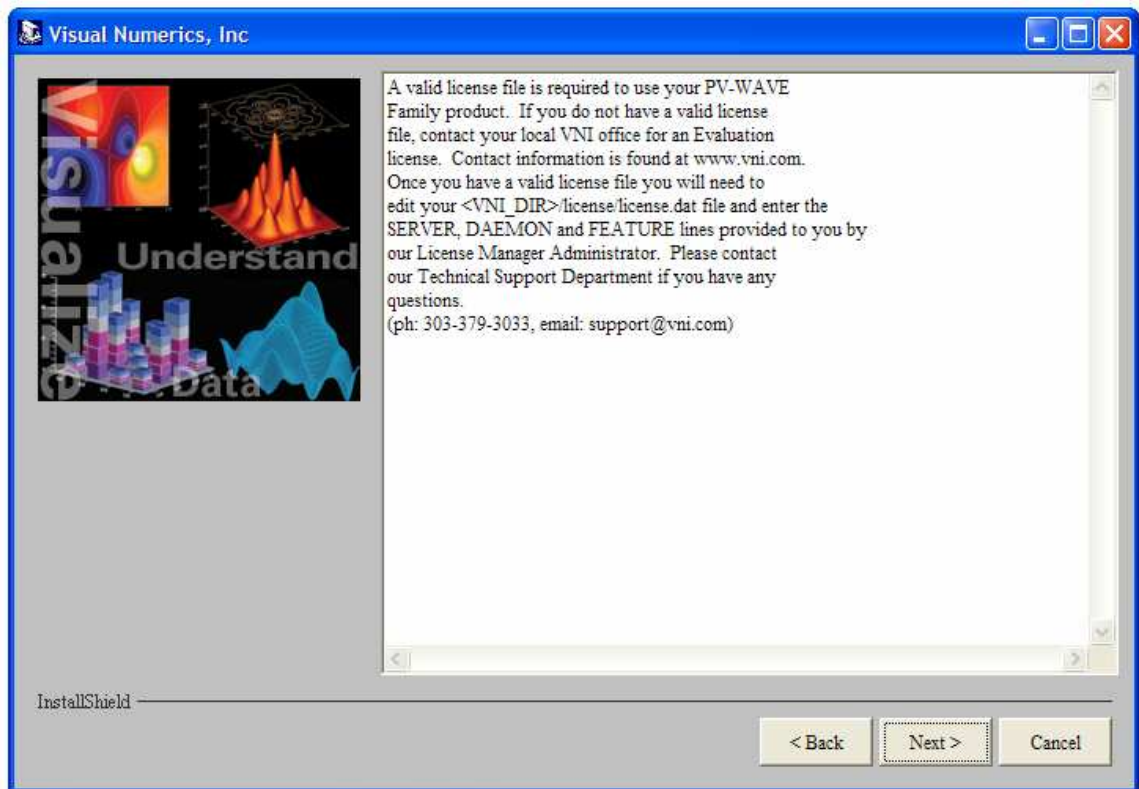 Visual Numerics, Inc
Visualize
Understand
Data
A valid license file is required to use your PV-WAVE
Family product.  If you do not have a valid license
file, contact your local VNI office for an Evaluation
license.  Contact information is found at www.vni.com.
Once you have a valid license file you will need to
edit your <VNI_DIR>/license/license.dat file and enter the
SERVER, DAEMON and FEATURE lines provided to you by
our License Manager Administrator.  Please contact
our Technical Support Department if you have any
questions.
(ph: 303-379-3033, email: support@vni.com)
InstallShield
< Back
Next >
Cancel